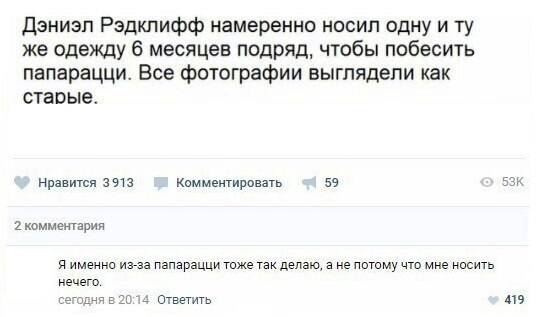 Дэниэл Рэдклифф намеренно носил одну и ту
же одежду 6 месяцев подряд, чтобы побесить
папарацци. Все фотографии выглядели как
старые.
Нравится 3 913 Комментировать 59 53K
2 комментария
Я именно из-за папарацци тоже так делаю, а не потому что мне носить
нечего.
сегодня в 20:14 Ответить 419